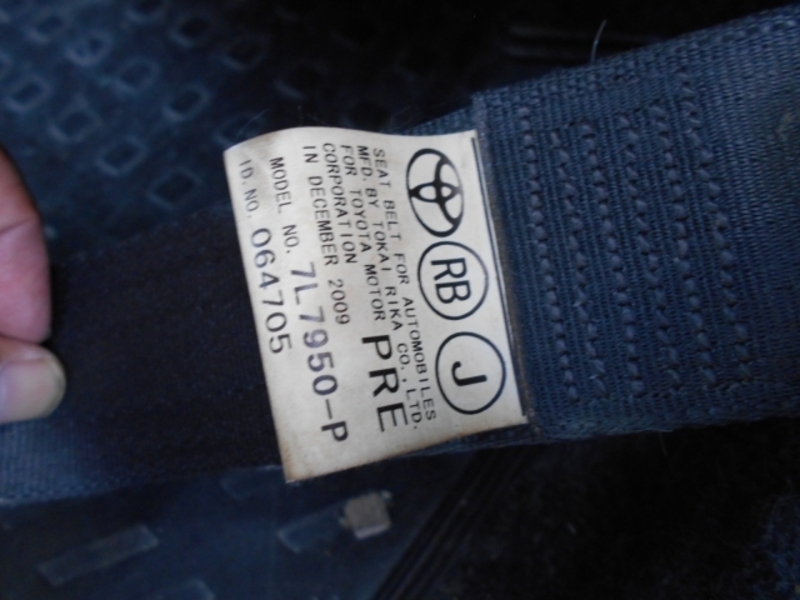 RB J
SEAT BELT FOR AUTOMOBILES
MFD. BY TOKAI RIKA CO., LTD.
FOR TOYOTA MOTOR
CORPORATION
IN DECEMBER 2009
PRE
MODEL NO. 7L7950-P
ID. NO. 064705